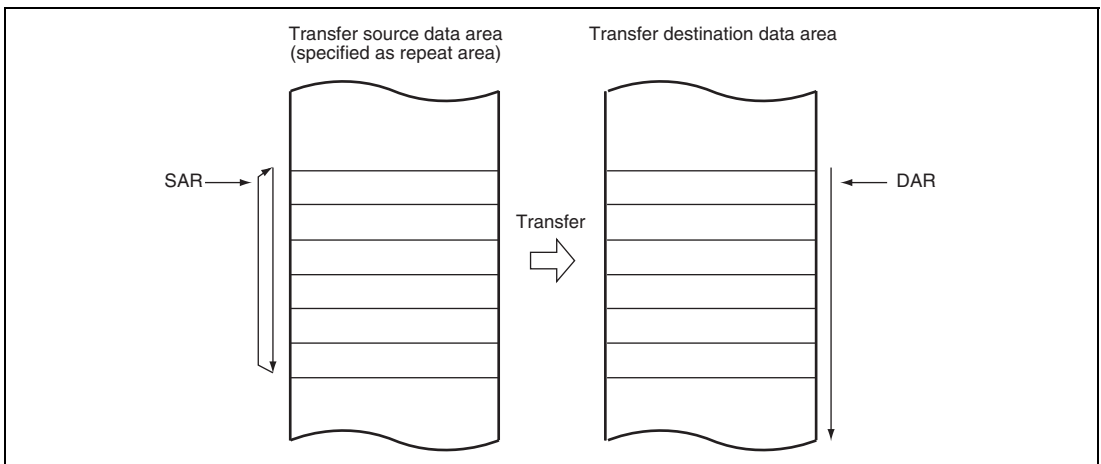 Transfer source data area
(specified as repeat area)
Transfer destination data area
SAR
Transfer
DAR